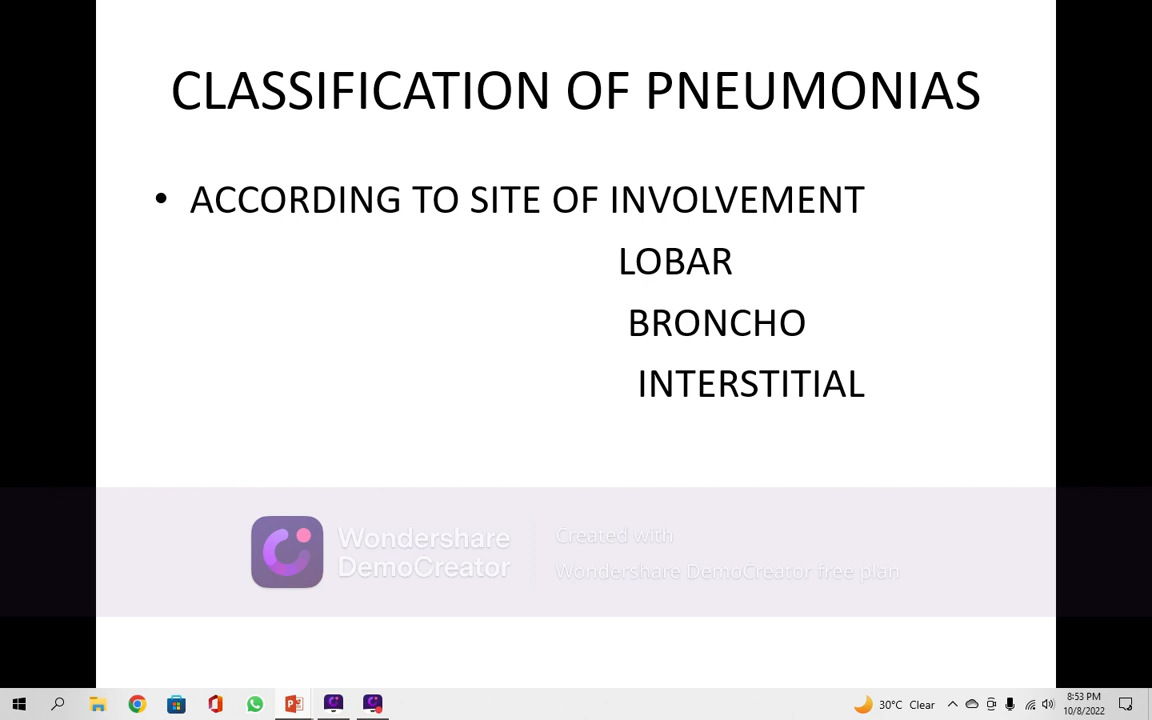 CLASSIFICATION OF PNEUMONIAS
• ACCORDING TO SITE OF INVOLVEMENT
LOBAR
BRONCHO
INTERSTITIAL
Wondershare
DemoCreator
Created with
Wondershare DemoCreator free plan
30°C Clear
8:53 PM
10/8/2022